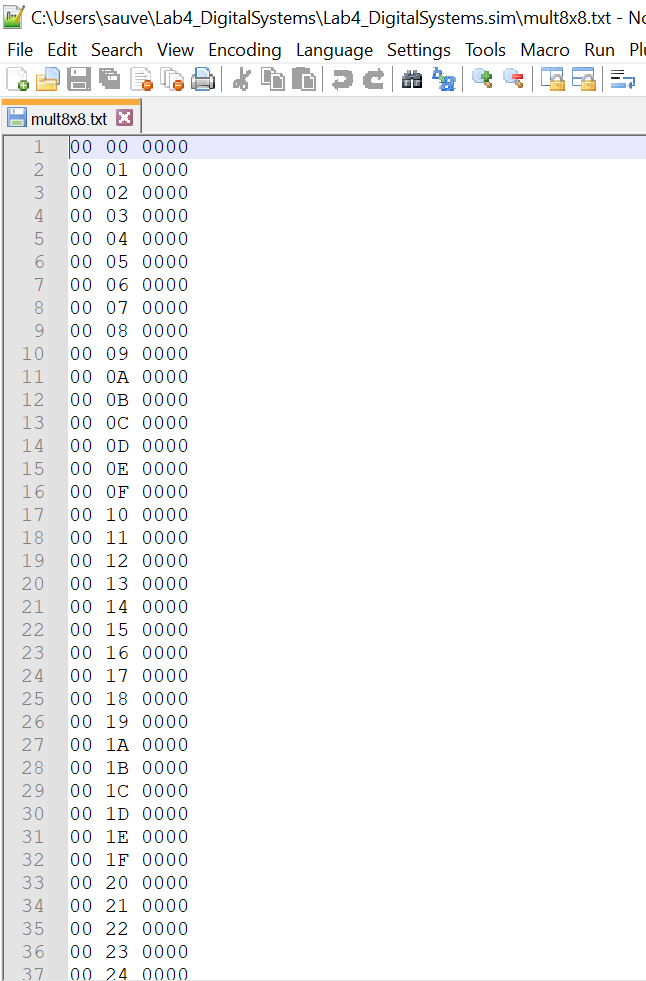 C:\Users\sauve\Lab4_DigitalSystems\Lab4_DigitalSystems.sim\mult8x8.txt - No
File Edit Search View Encoding Language Settings Tools Macro Run Plu
mult8x8.txt
1 00 00 0000
2 00 01 0000
3 00 02 0000
4 00 03 0000
5 00 04 0000
6 00 05 0000
7 00 06 0000
8 00 07 0000
9 00 08 0000
10 00 09 0000
11 00 0A 0000
12 00 0B 0000
13 00 0C 0000
14 00 0D 0000
15 00 0E 0000
16 00 0F 0000
17 00 10 0000
18 00 11 0000
19 00 12 0000
20 00 13 0000
21 00 14 0000
22 00 15 0000
23 00 16 0000
24 00 17 0000
25 00 18 0000
26 00 19 0000
27 00 1A 0000
28 00 1B 0000
29 00 1C 0000
30 00 1D 0000
31 00 1E 0000
32 00 1F 0000
33 00 20 0000
34 00 21 0000
35 00 22 0000
36 00 23 0000
37 00 24 0000